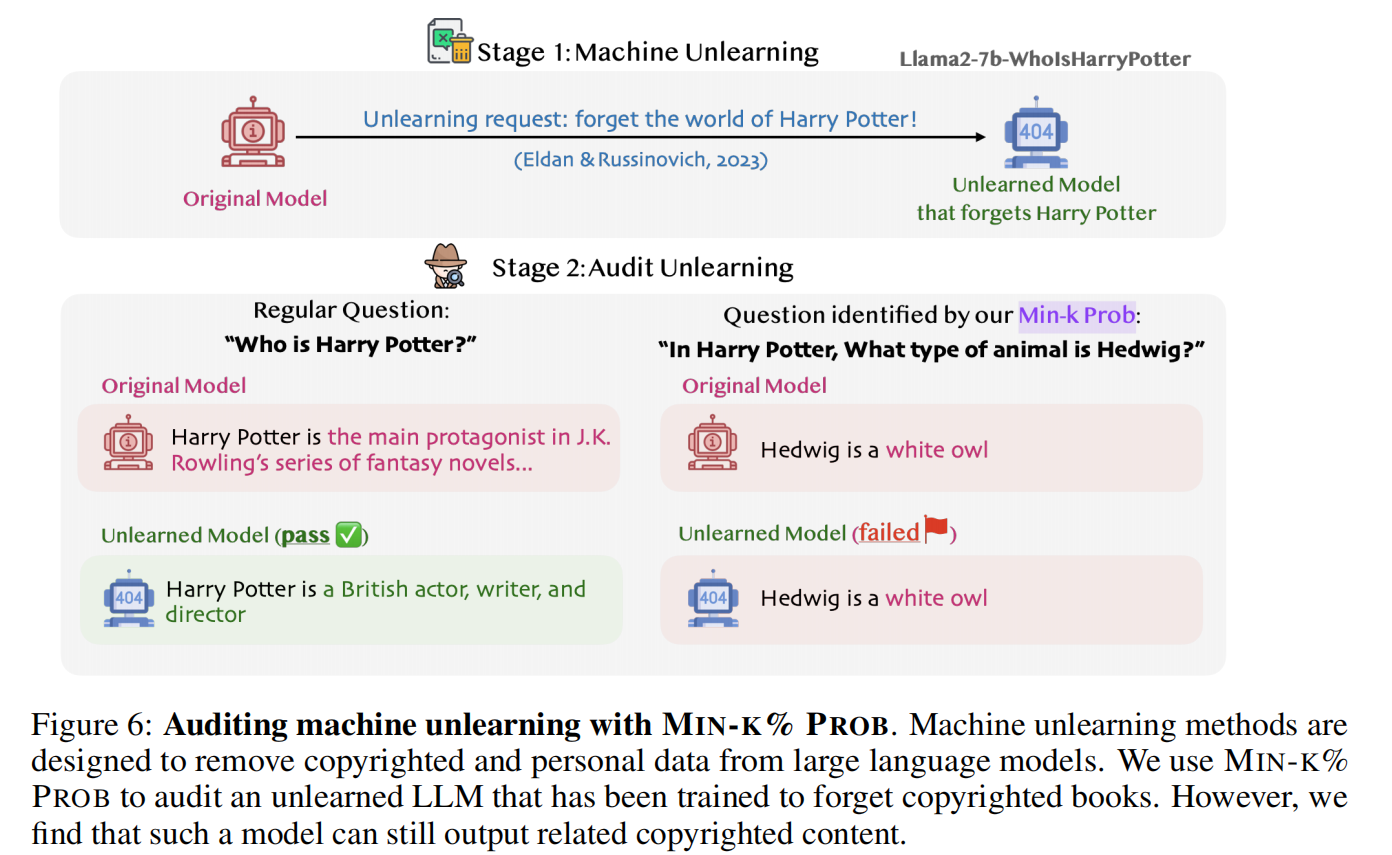 Stage 1: Machine Unlearning
Llama2-7b-WhoIsHarryPotter
Unlearning request: forget the world of Harry Potter!
(Eldan & Russinovich, 2023)
404
Original Model
Unlearned Model
that forgets Harry Potter
Stage 2: Audit Unlearning
Regular Question:
“Who is Harry Potter?”
Original Model
Harry Potter is the main protagonist in J.K.
Rowling’s series of fantasy novels...
Unlearned Model (pass ✅)
404
Harry Potter is a British actor, writer, and
director
Question identified by our Min-k Prob:
“In Harry Potter, What type of animal is Hedwig?”
Original Model
Hedwig is a white owl
Unlearned Model (failed 🚩)
404
Hedwig is a white owl
Figure 6: Auditing machine unlearning with MIN-K% PROB. Machine unlearning methods are
designed to remove copyrighted and personal data from large language models. We use MIN-K%
PROB to audit an unlearned LLM that has been trained to forget copyrighted books. However, we
find that such a model can still output related copyrighted content.